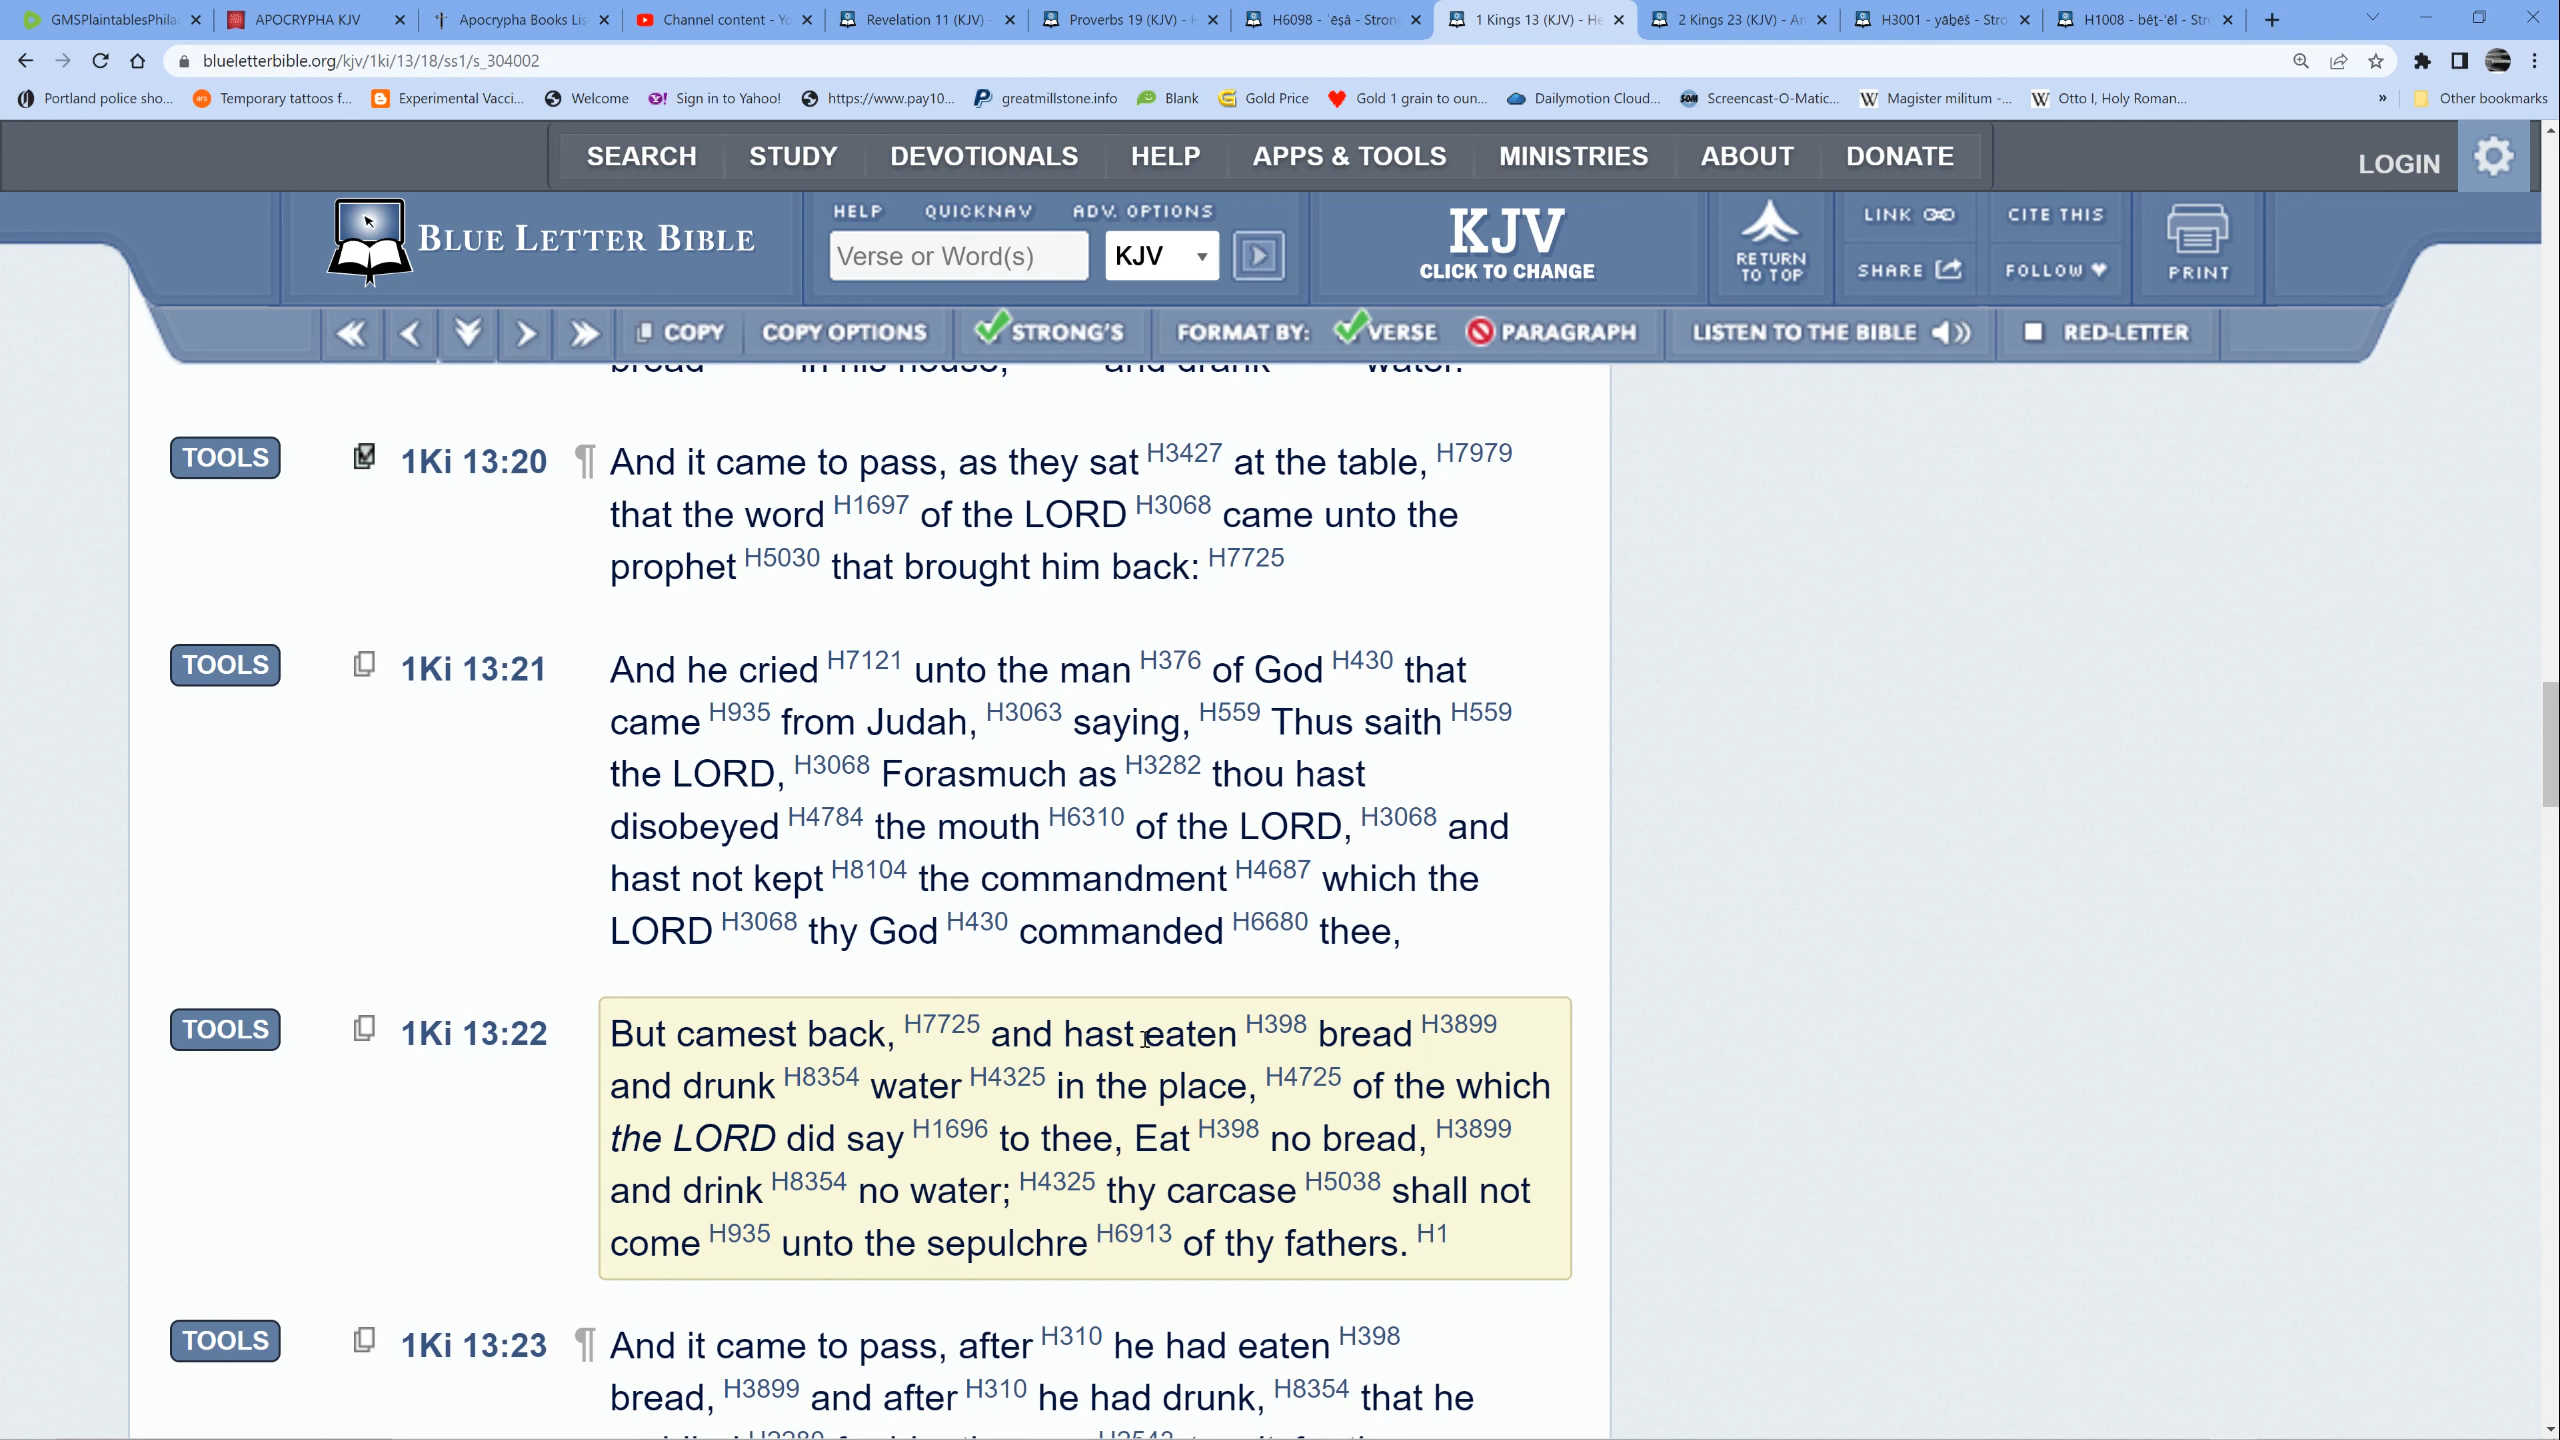 GMSPlaintablesPhila
APOCRYPHA KJV
Apocrypha Books Lis
Channel content - Yo
Revelation 11 (KJV) -
Proverbs 19 (KJV) - H
H6098 - ʿēṣâ - Strong
1 Kings 13 (KJV) - He
2 Kings 23 (KJV) - An
H3001 - yāḇēš - Stro
H1008 - bêṯ-'ēl - Stro
blueletterbible.org/kjv/1ki/13/18/ss1/s_304002
Portland police sho...
Temporary tattoos f...
Experimental Vacci...
Welcome
Sign in to Yahoo!
https://www.pay10...
greatmillstone.info
Blank
Gold Price
Gold 1 grain to oun...
Dailymotion Cloud...
Screencast-O-Matic...
Magister militum -...
Otto I, Holy Roman...
»
Other bookmarks
SEARCH STUDY DEVOTIONALS HELP APPS & TOOLS MINISTRIES ABOUT DONATE
LOGIN
BLUE LETTER BIBLE
HELP QUICKNAV ADV. OPTIONS
Verse or Word(s)
KJV
KJV
CLICK TO CHANGE
RETURN
TO TOP
LINK
CITE THIS
SHARE
FOLLOW
PRINT
COPY COPY OPTIONS STRONG'S FORMAT BY: VERSE PARAGRAPH LISTEN TO THE BIBLE RED-LETTER
bread in his house, and drank water.
TOOLS 1Ki 13:20 ¶ And it came to pass, as they sat H3427 at the table, H7979
that the word H1697 of the LORD H3068 came unto the
prophet H5030 that brought him back: H7725
TOOLS 1Ki 13:21 And he cried H7121 unto the man H376 of God H430 that
came H935 from Judah, H3063 saying, H559 Thus saith H559
the LORD, H3068 Forasmuch as H3282 thou hast
disobeyed H4784 the mouth H6310 of the LORD, H3068 and
hast not kept H8104 the commandment H4687 which the
LORD H3068 thy God H430 commanded H6680 thee,
TOOLS 1Ki 13:22 But camest back, H7725 and hast eaten H398 bread H3899
and drunk H8354 water H4325 in the place, H4725 of the which
the LORD did say H1696 to thee, Eat H398 no bread, H3899
and drink H8354 no water; H4325 thy carcase H5038 shall not
come H935 unto the sepulchre H6913 of thy fathers. H1
TOOLS 1Ki 13:23 ¶ And it came to pass, after H310 he had eaten H398
bread, H3899 and after H310 he had drunk, H8354 that he